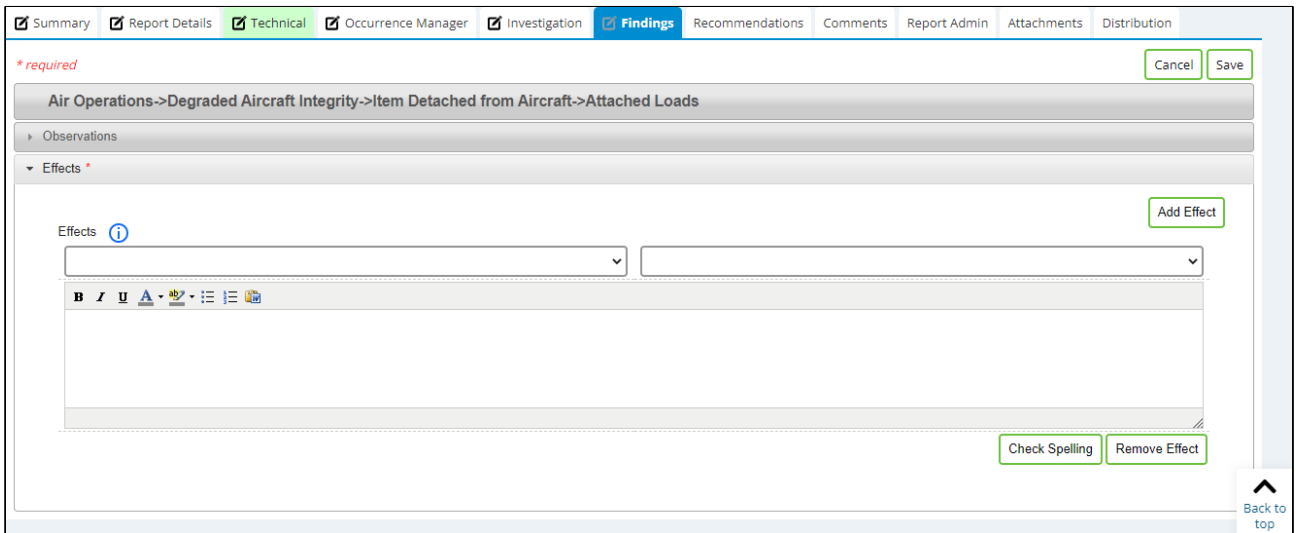 Summary Report Details Technical Occurrence Manager Investigation Findings Recommendations Comments Report Admin Attachments Distribution
* required
Cancel Save
Air Operations->Degraded Aircraft Integrity->Item Detached from Aircraft->Attached Loads
Observations
Effects *
Add Effect
Effects
B I U A ab
Check Spelling Remove Effect
Back to
top